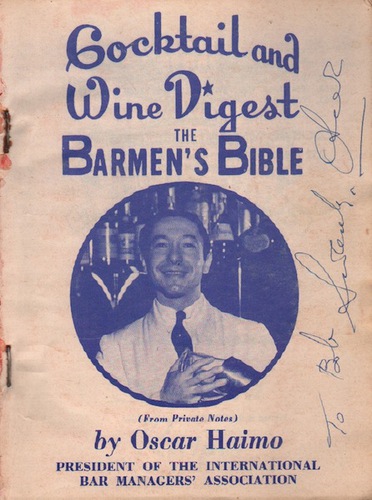 Cocktail and
Wine Digest
THE
BARMEN'S BIBLE
(From Private Notes)
by Oscar Haimo
PRESIDENT OF THE INTERNATIONAL
BAR MANAGERS' ASSOCIATION
To Bob
Oscar